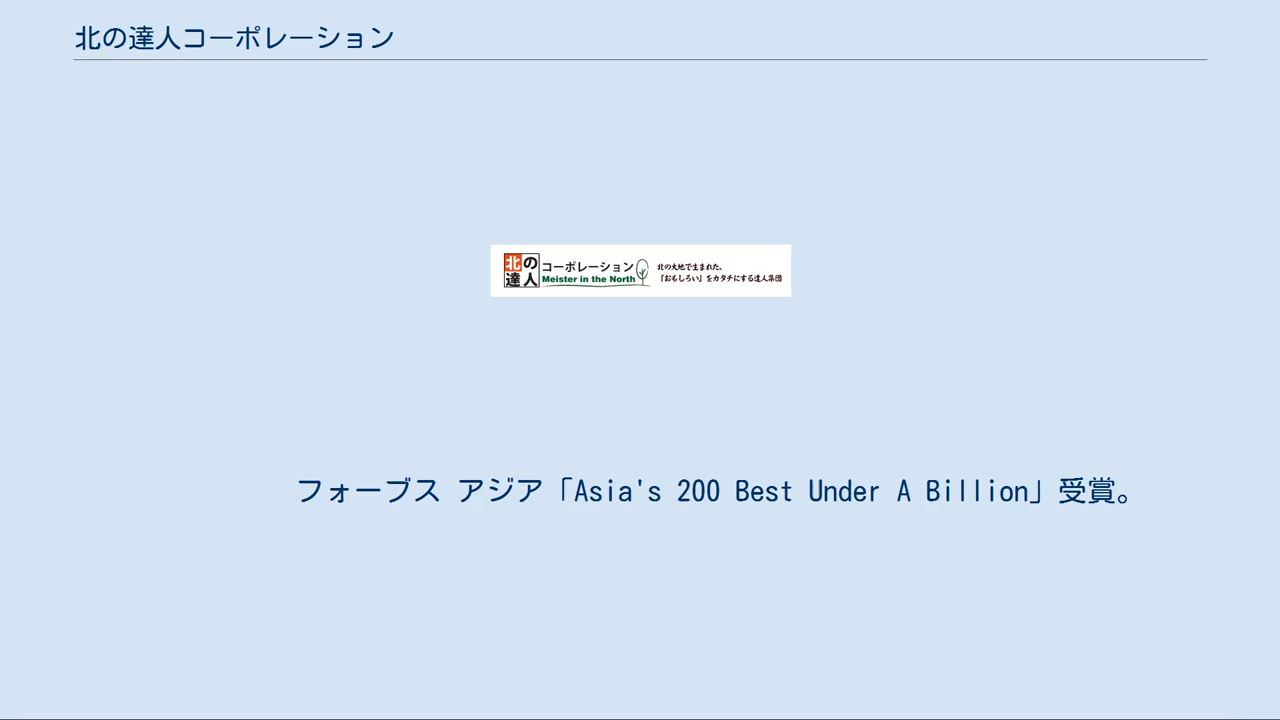 北の達人コーポレーション
北の達人
コーポレーション
Meister in the North
北の大地で生まれた、
「おもしろい」をカタチにする達人集団
フォーブス アジア「Asia's 200 Best Under A Billion」受賞。